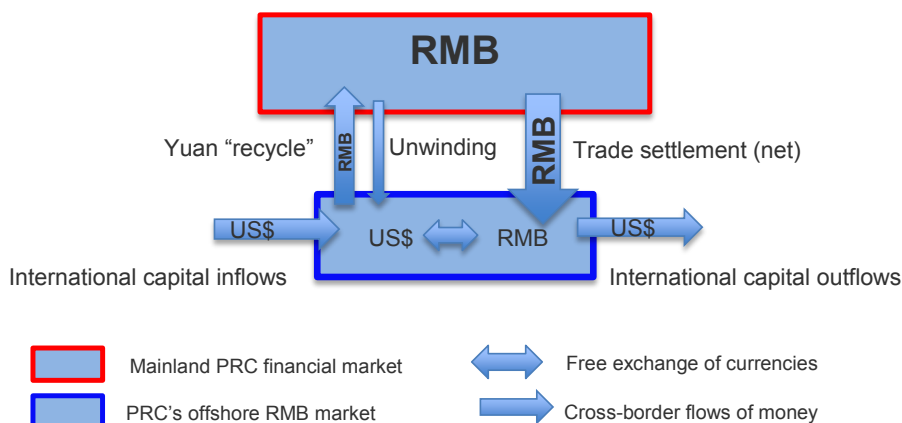 RMB
Yuan “recycle”
RMB
Unwinding
RMB
Trade settlement (net)
US$
US$
RMB
US$
International capital inflows
International capital outflows
Mainland PRC financial market
Free exchange of currencies
PRC’s offshore RMB market
Cross-border flows of money